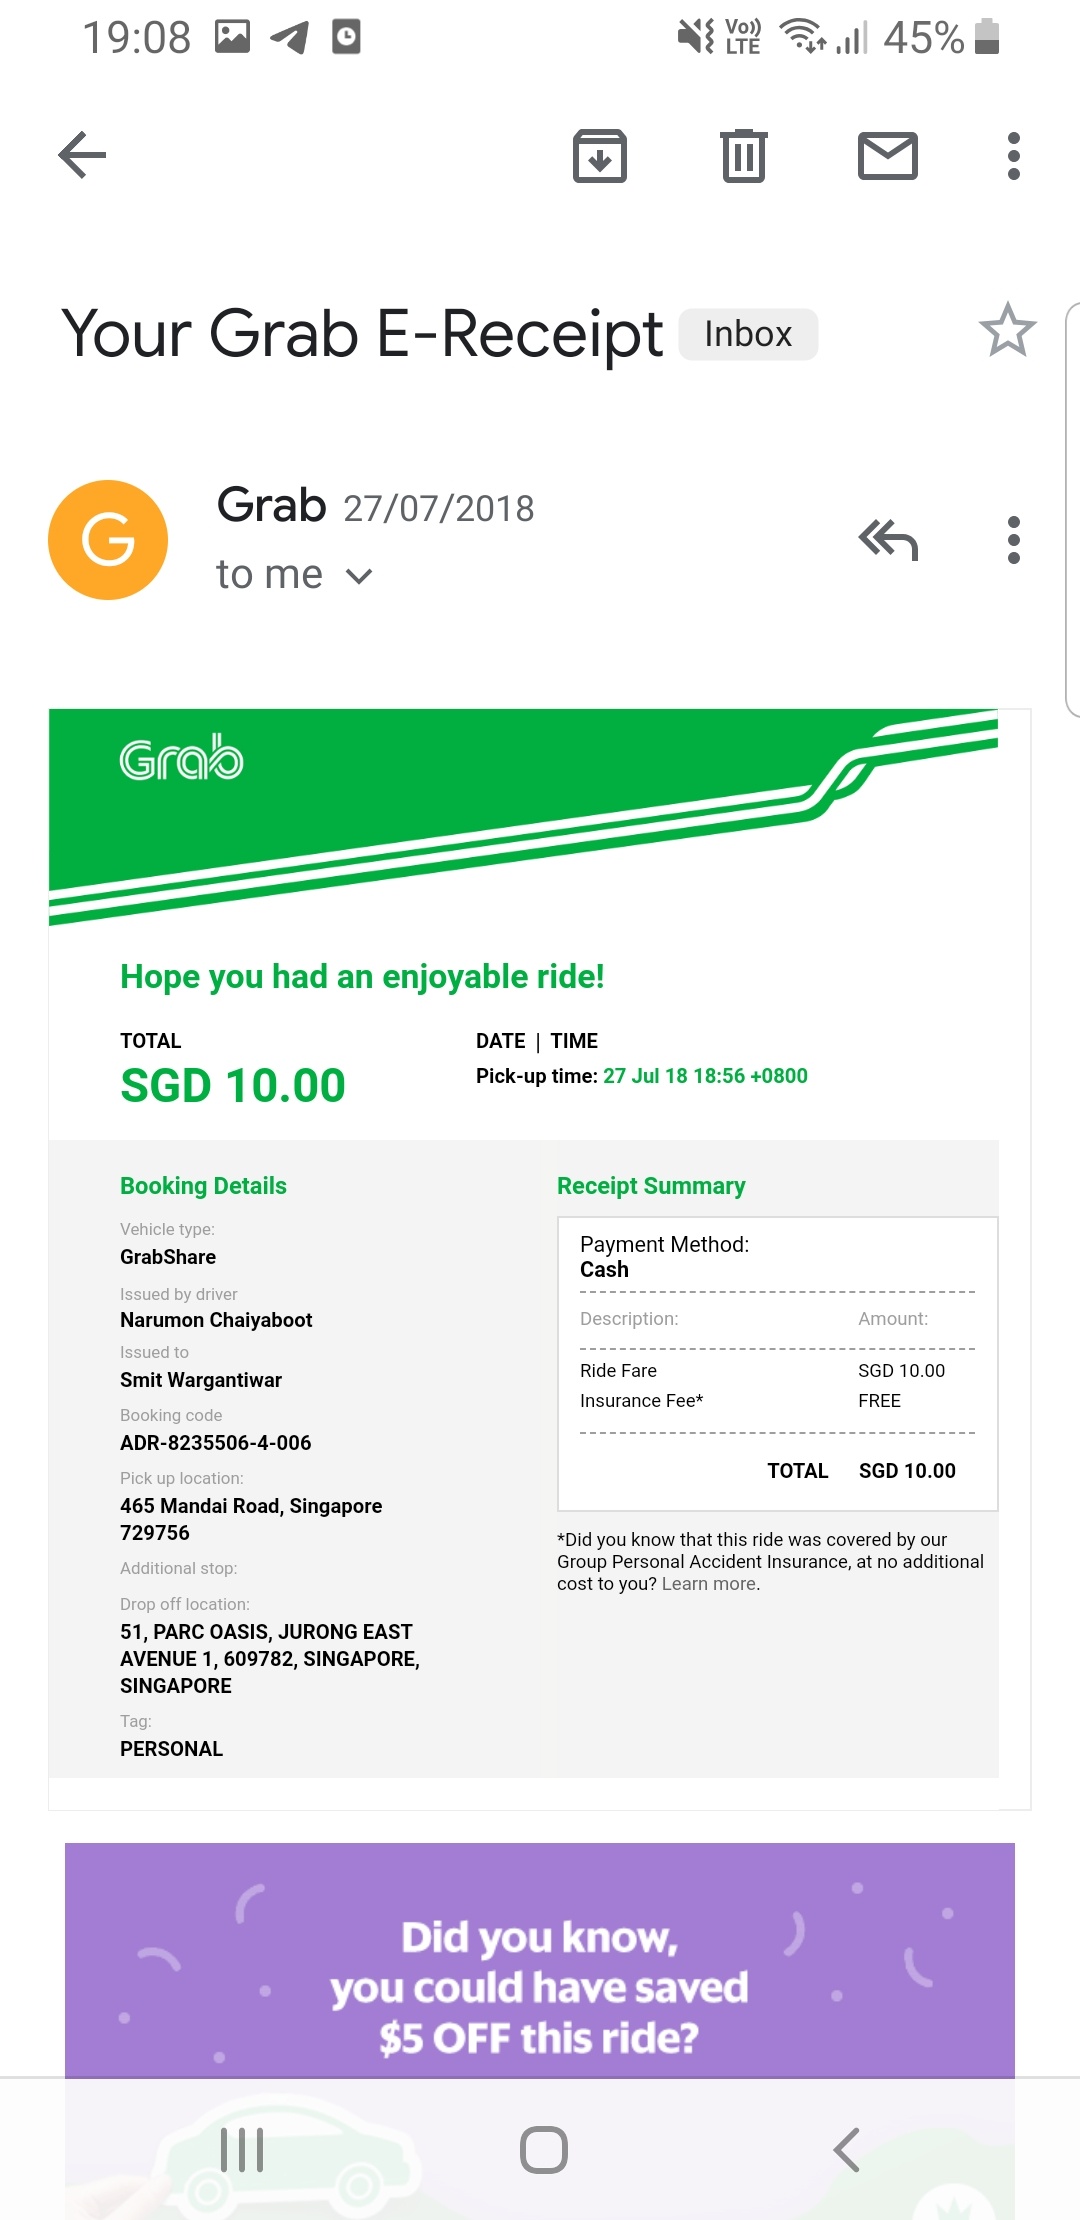 19:08
Vo))
LTE
45%
Your Grab E-Receipt
Inbox
G
Grab 27/07/2018
to me
Grab
Hope you had an enjoyable ride!
TOTAL
SGD 10.00
DATE | TIME
Pick-up time: 27 Jul 18 18:56 +0800
Booking Details
Vehicle type:
GrabShare
Issued by driver
Narumon Chaiyaboot
Issued to
Smit Wargantiwar
Booking code
ADR-8235506-4-006
Pick up location:
465 Mandai Road, Singapore
729756
Additional stop:
Drop off location:
51, PARC OASIS, JURONG EAST
AVENUE 1, 609782, SINGAPORE,
SINGAPORE
Tag:
PERSONAL
Receipt Summary
Payment Method:
Cash
Description: Amount:
Ride Fare SGD 10.00
Insurance Fee* FREE
TOTAL SGD 10.00
*Did you know that this ride was covered by our
Group Personal Accident Insurance, at no additional
cost to you? Learn more.
Did you know,
you could have saved
$5 OFF this ride?